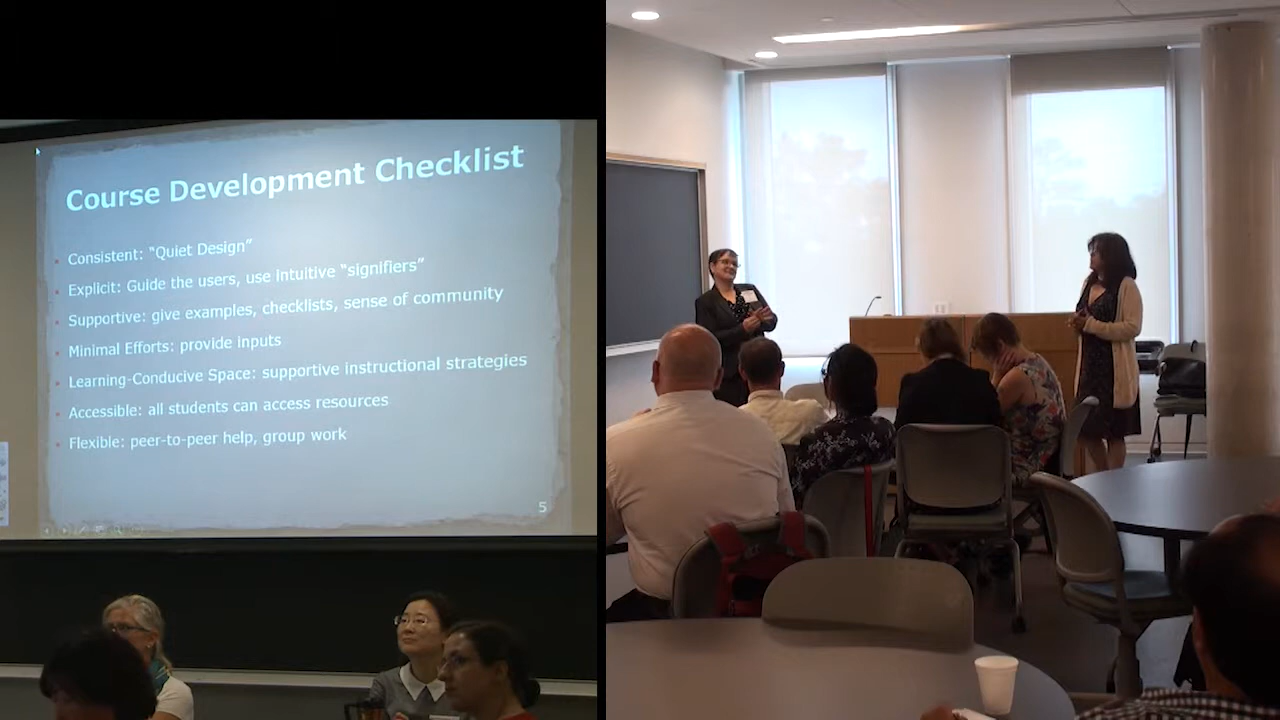 Course Development Checklist
Consistent: “Quiet Design”
Explicit: Guide the users, use intuitive “signifiers”
Supportive: give examples, checklists, sense of community
Minimal Efforts: provide inputs
Learning-Conducive Space: supportive instructional strategies
Accessible: all students can access resources
Flexible: peer-to-peer help, group work
5